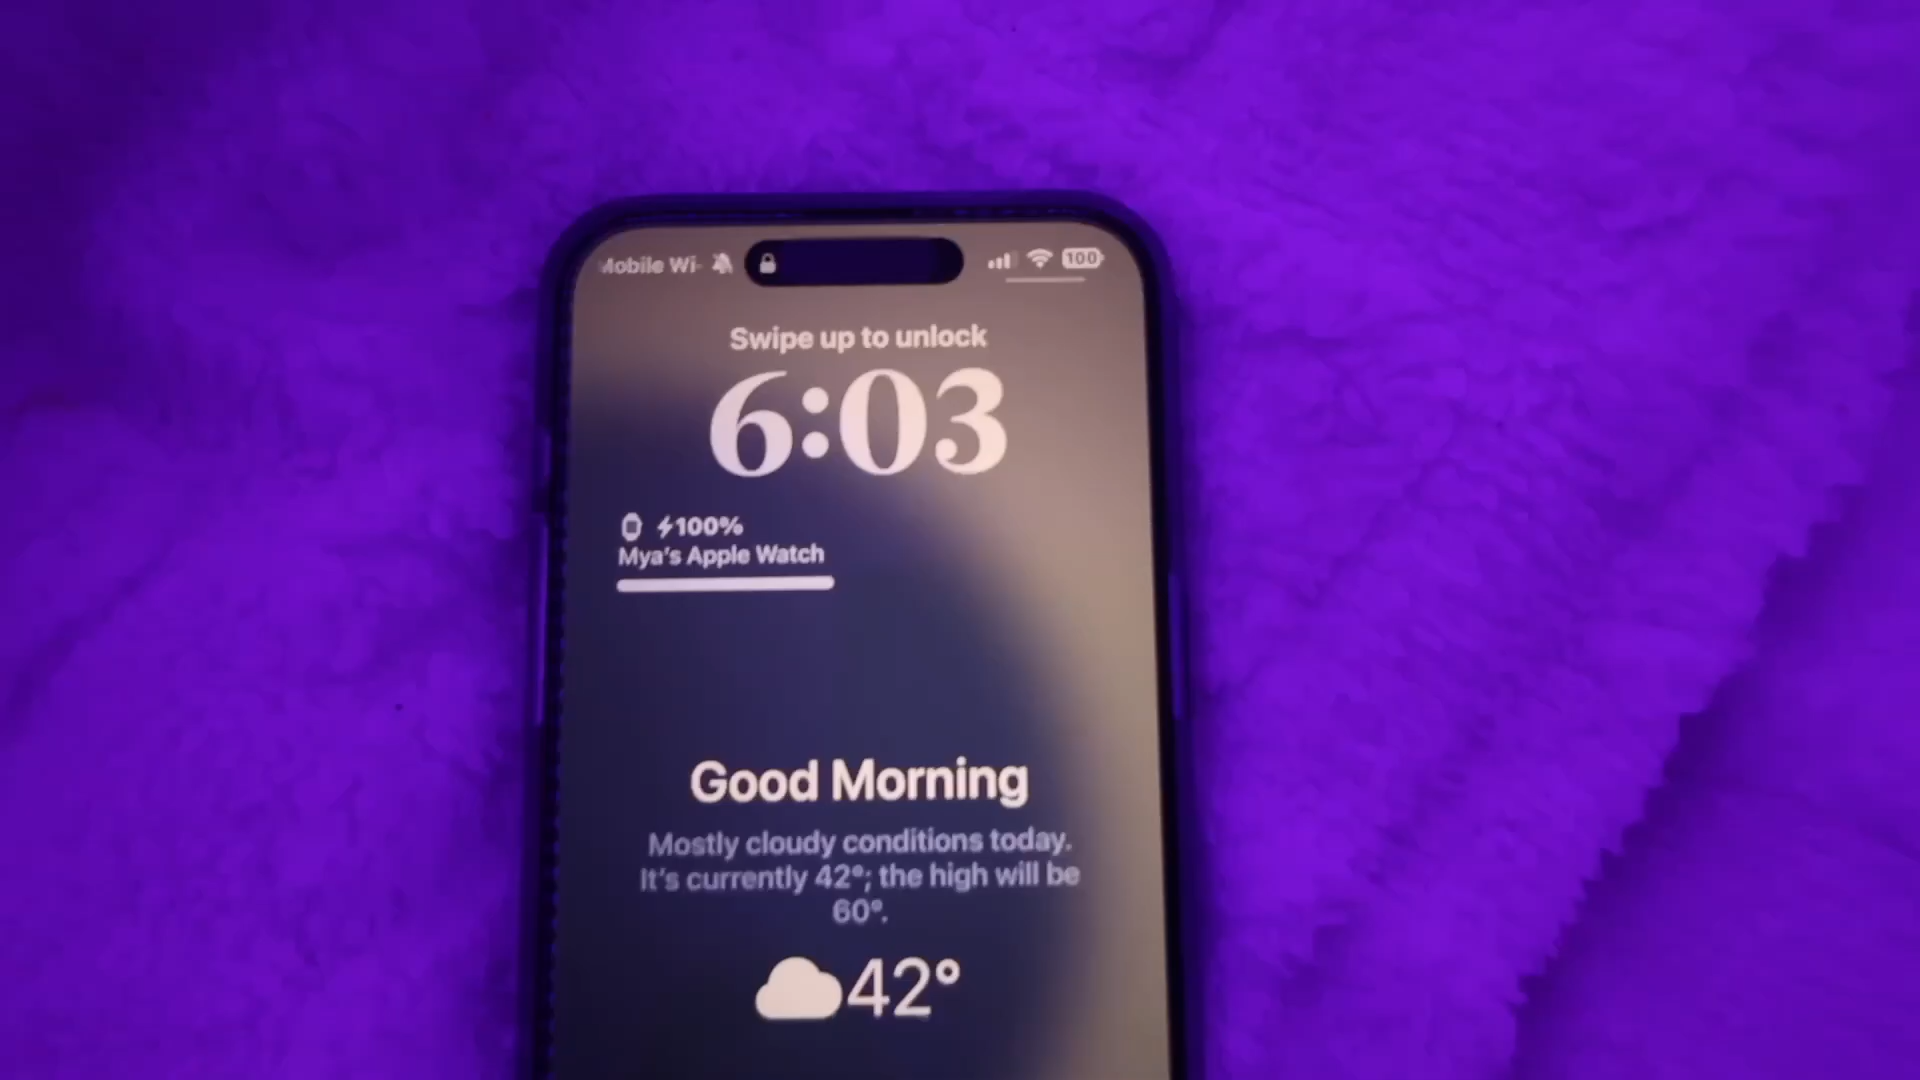 Mobile Wi-
100
Swipe up to unlock
6:03
100%
Mya's Apple Watch
Good Morning
Mostly cloudy conditions today.
It's currently 42°; the high will be
60°.
42°